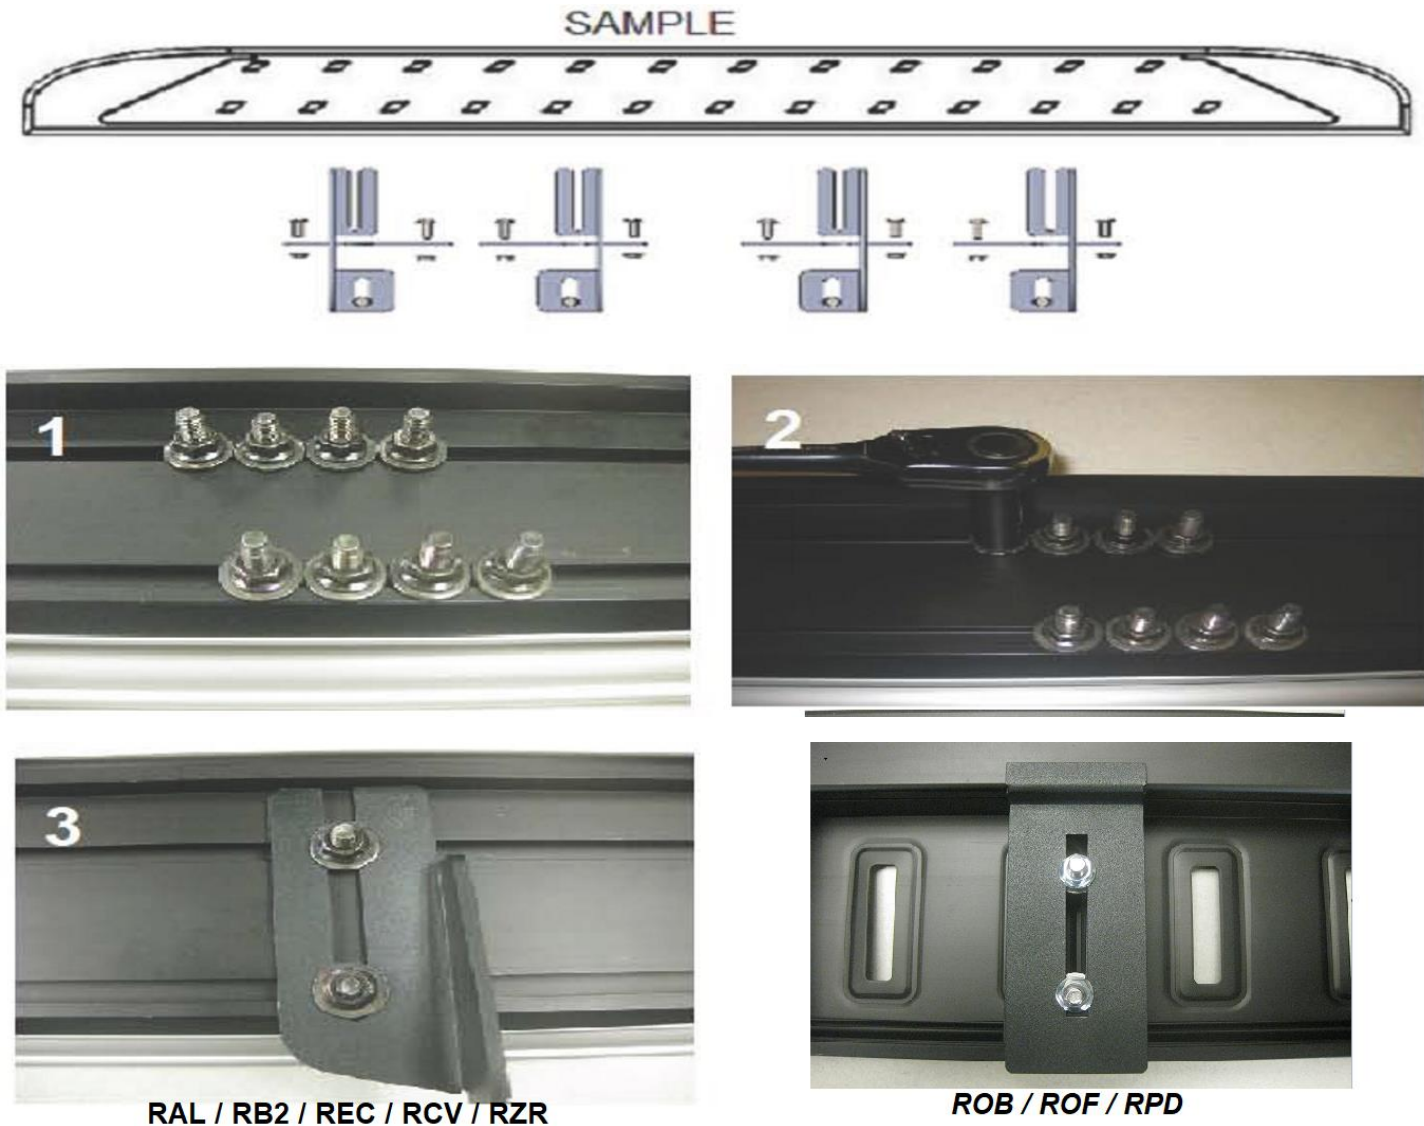 SAMPLE
1
2
3
RAL / RB2 / REC / RCV / RZR
ROB / ROF / RPD